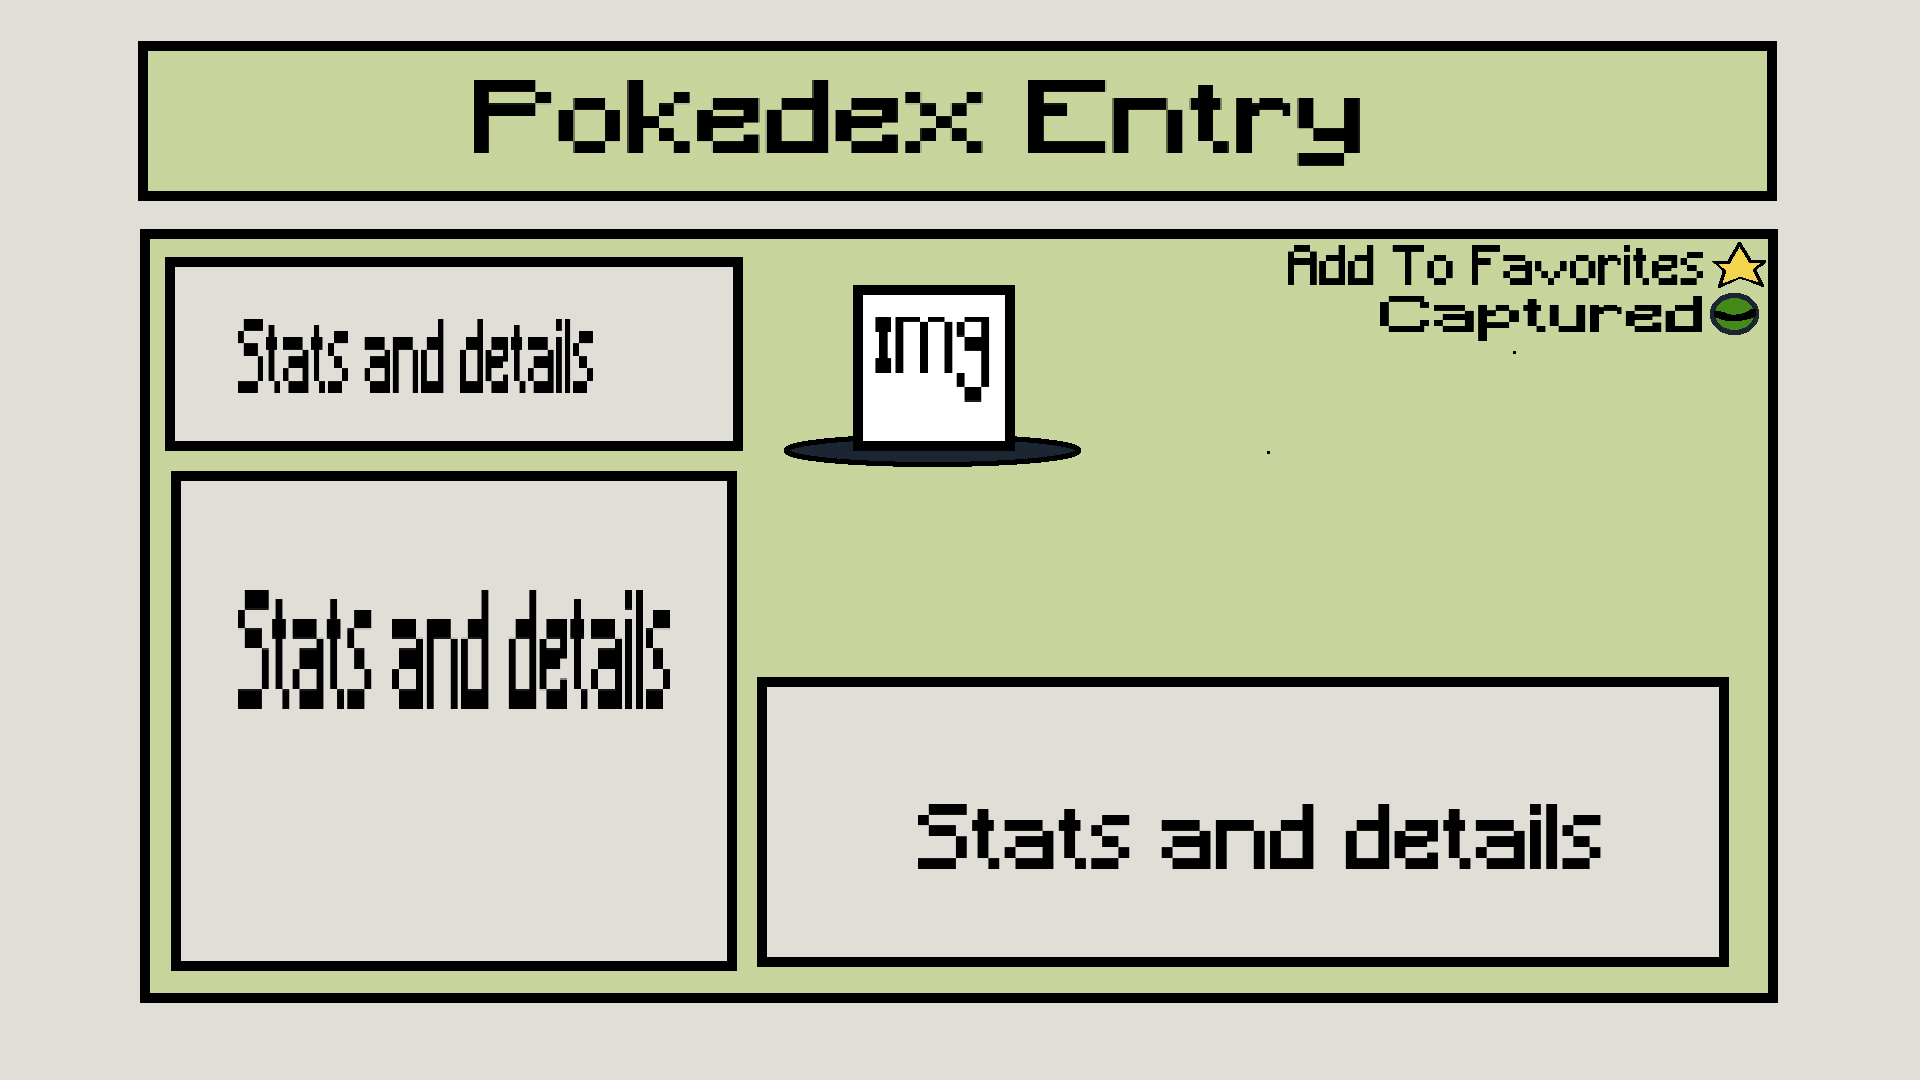 Pokedex Entry
Add To Favorites
Captured
Stats and details
Img
Stats and details
Stats and details